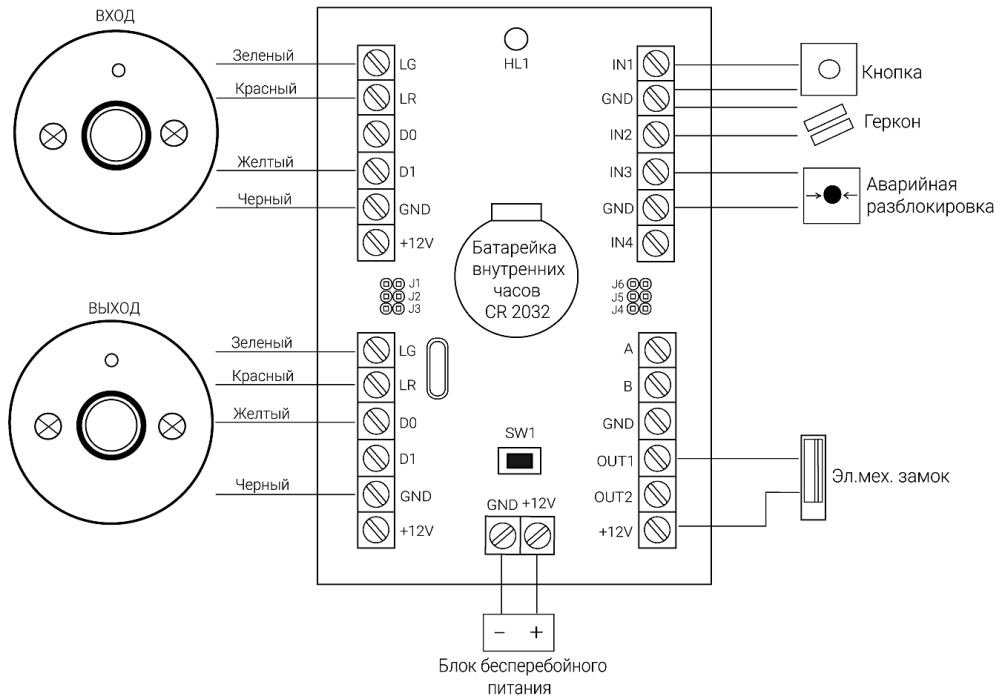 ВХОД
Зеленый
Красный
Желтый
Черный
LG
LR
D0
D1
GND
+12V
HL1
IN1
GND
IN2
IN3
GND
IN4
Кнопка
Геркон
Аварийная
разблокировка
J1
J2
J3
Батарейка
внутренних
часов
CR 2032
J6
J5
J4
ВЫХОД
Зеленый
Красный
Желтый
Черный
LG
LR
D0
D1
GND
+12V
SW1
GND +12V
A
B
GND
OUT1
OUT2
+12V
Эл.мех. замок
− +
Блок бесперебойного
питания